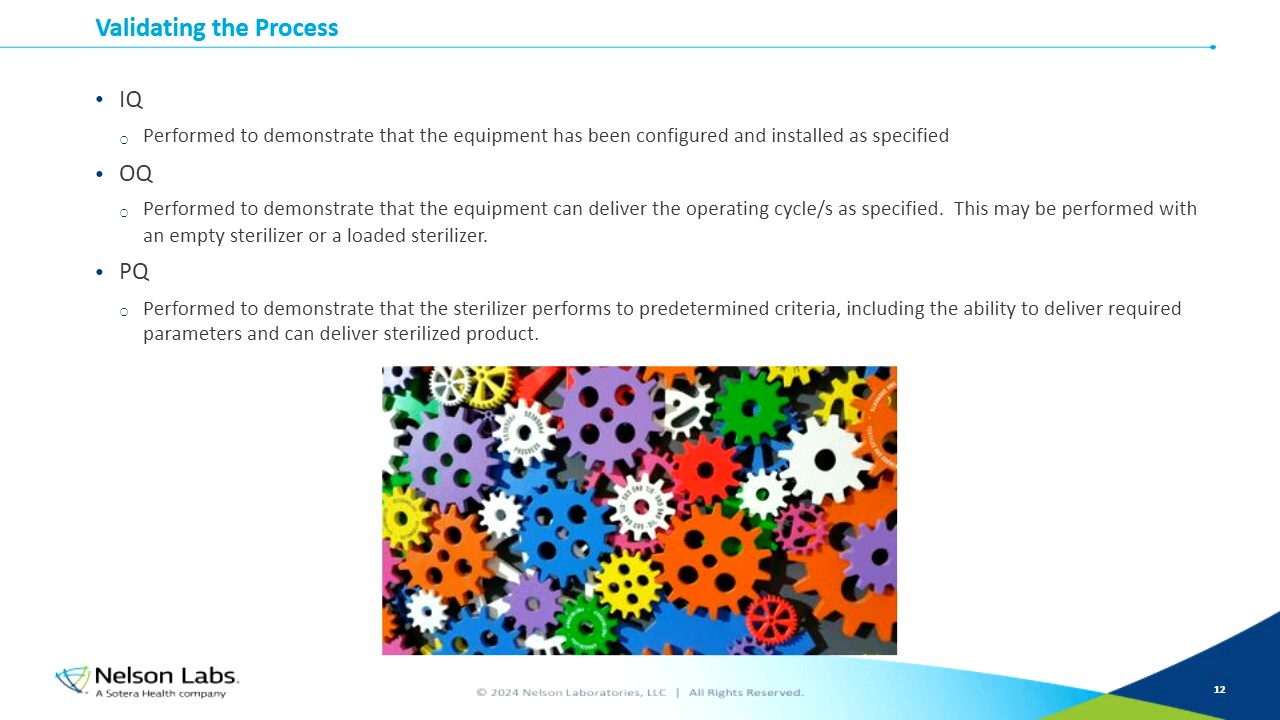 Validating the Process
• IQ
o Performed to demonstrate that the equipment has been configured and installed as specified
• OQ
o Performed to demonstrate that the equipment can deliver the operating cycle/s as specified.  This may be performed with
an empty sterilizer or a loaded sterilizer.
• PQ
o Performed to demonstrate that the sterilizer performs to predetermined criteria, including the ability to deliver required
parameters and can deliver sterilized product.
Nelson Labs.
A Sotera Health company
© 2024 Nelson Laboratories, LLC | All Rights Reserved.
12